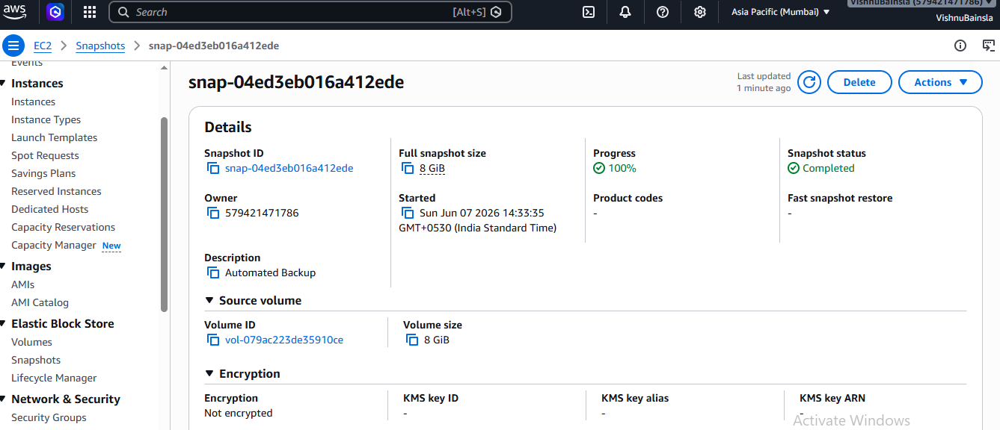 aws
Search [Alt+S]
Asia Pacific (Mumbai)
VishnuBainsla (579421471786)
VishnuBainsla
EC2 Snapshots snap-04ed3eb016a412ede
Events
Instances
Instances
Instance Types
Launch Templates
Spot Requests
Savings Plans
Reserved Instances
Dedicated Hosts
Capacity Reservations
Capacity Manager New
Images
AMIs
AMI Catalog
Elastic Block Store
Volumes
Snapshots
Lifecycle Manager
Network & Security
Security Groups
snap-04ed3eb016a412ede
Last updated
1 minute ago
Delete
Actions
Details
Snapshot ID
snap-04ed3eb016a412ede
Full snapshot size
8 GiB
Progress
100%
Snapshot status
Completed
Owner
579421471786
Started
Sun Jun 07 2026 14:33:35
GMT+0530 (India Standard Time)
Product codes
-
Fast snapshot restore
-
Description
Automated Backup
Source volume
Volume ID
vol-079ac223de35910ce
Volume size
8 GiB
Encryption
Encryption
Not encrypted
KMS key ID
-
KMS key alias
-
KMS key ARN
-
Activate Windows